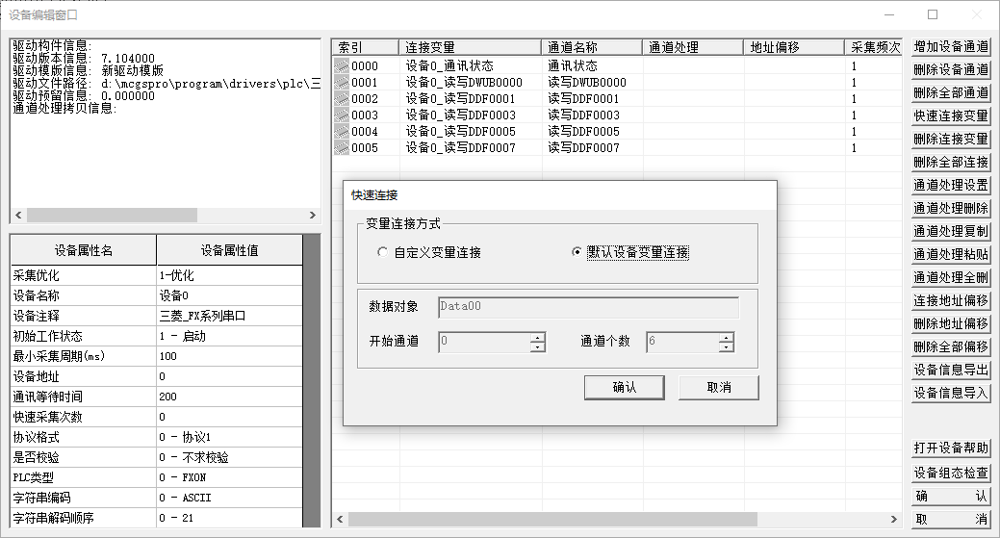 设备编辑窗口
驱动构件信息:
驱动版本信息: 7.104000
驱动模版信息: 新驱动模版
驱动文件路径: d:\mcgspro\program\drivers\plc\三
驱动预留信息: 0.000000
通道处理拷贝信息:
设备属性名 设备属性值
采集优化 1-优化
设备名称 设备0
设备注释 三菱_FX系列串口
初始工作状态 1 - 启动
最小采集周期(ms) 100
设备地址 0
通讯等待时间 200
快速采集次数 0
协议格式 0 - 协议1
是否校验 0 - 不求校验
PLC类型 0 - FXON
字符串编码 0 - ASCII
字符串解码顺序 0 - 21
索引 连接变量 通道名称 通道处理 地址偏移 采集频次
0000 设备0_通讯状态 通讯状态 1
0001 设备0_读写DWUB0000 读写DWUB0000 1
0002 设备0_读写DDF0001 读写DDF0001 1
0003 设备0_读写DDF0003 读写DDF0003 1
0004 设备0_读写DDF0005 读写DDF0005 1
0005 设备0_读写DDF0007 读写DDF0007 1
快速连接
变量连接方式
自定义变量连接 默认设备变量连接
数据对象 Data00
开始通道 0 通道个数 6
确认 取消
增加设备通道
删除设备通道
删除全部通道
快速连接变量
删除连接变量
删除全部连接
通道处理设置
通道处理删除
通道处理复制
通道处理粘贴
通道处理全删
连接地址偏移
删除地址偏移
删除全部偏移
设备信息导出
设备信息导入
打开设备帮助
设备组态检查
确 认
取 消